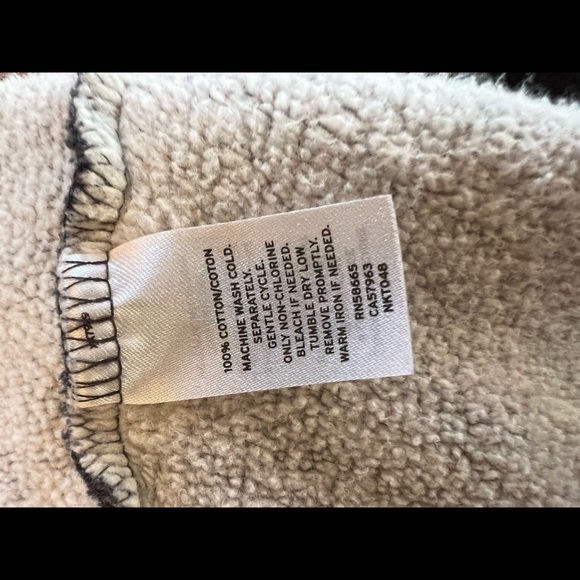 100% COTTON/COTON
MACHINE WASH COLD.
SEPARATELY.
GENTLE CYCLE.
ONLY NON-CHLORINE
BLEACH IF NEEDED.
TUMBLE DRY LOW
REMOVE PROMPTLY.
WARM IRON IF NEEDED.
RN58665
CA57963
NKT048